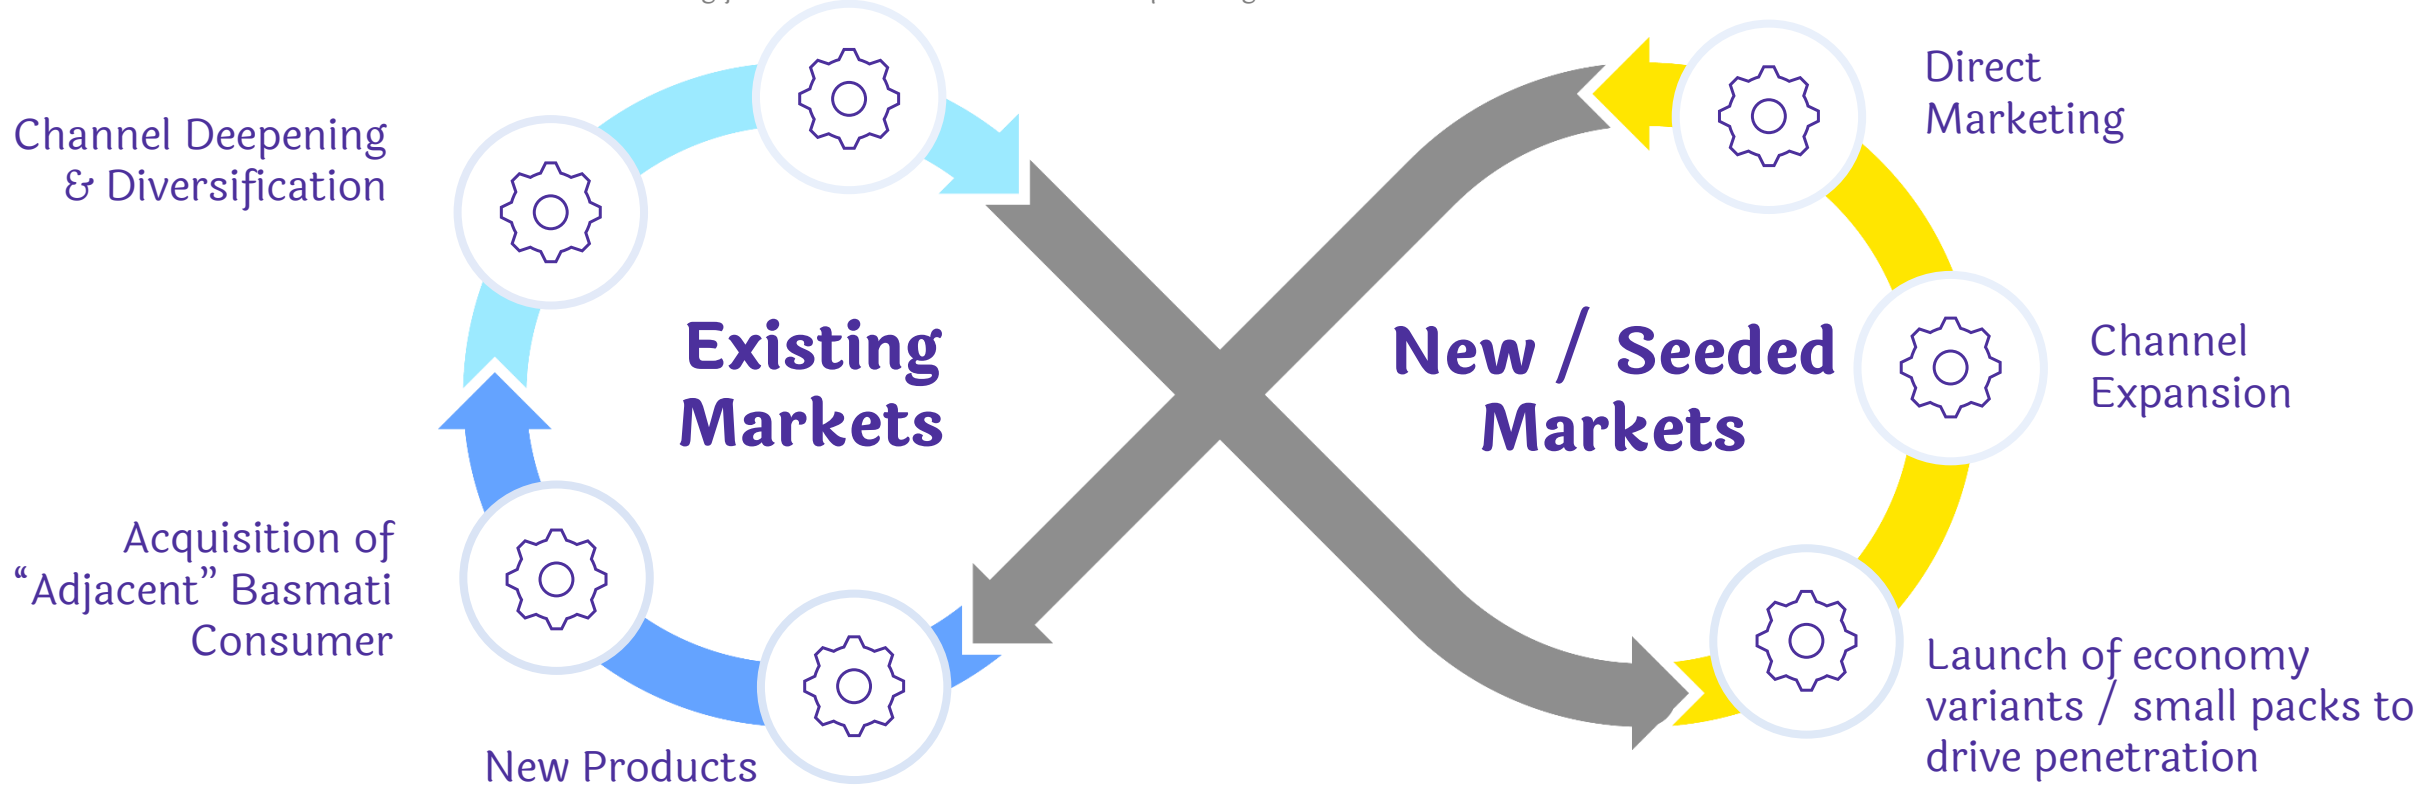 Channel Deepening
& Diversification
Existing
Markets
Acquisition of
“Adjacent” Basmati
Consumer
New Products
New / Seeded
Markets
Direct
Marketing
Channel
Expansion
Launch of economy
variants / small packs to
drive penetration